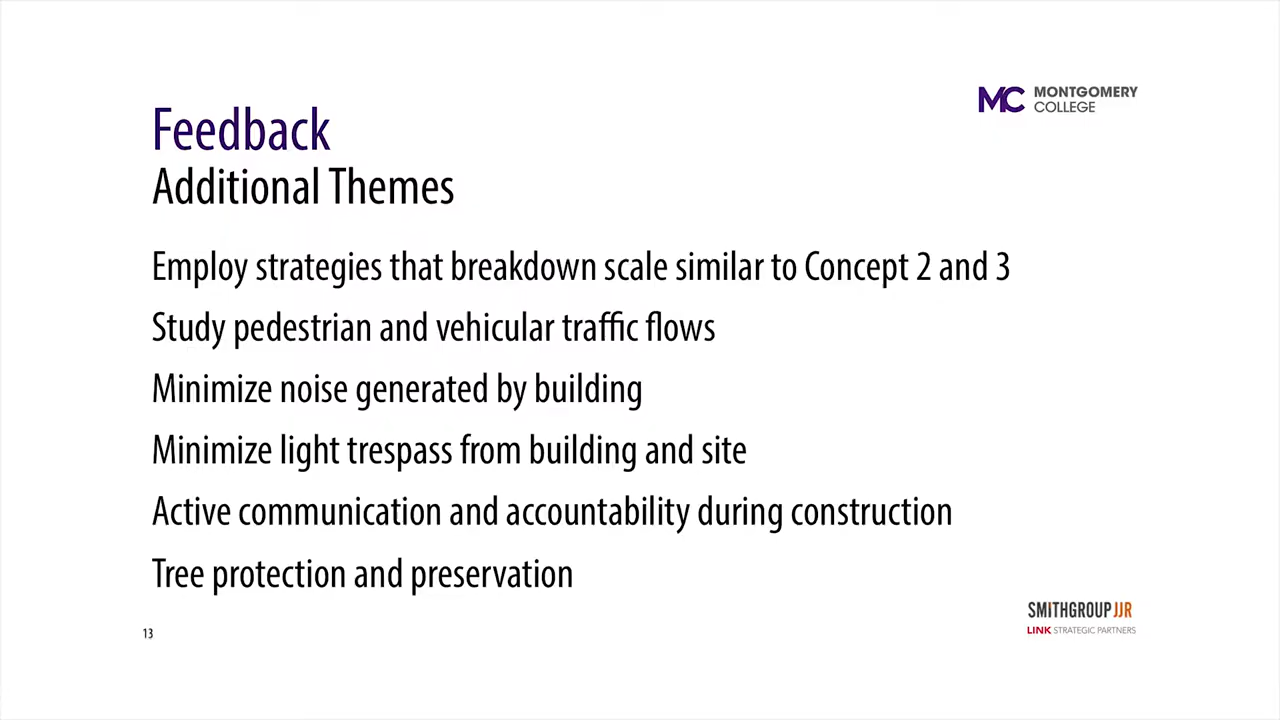 MC MONTGOMERY
COLLEGE
Feedback
Additional Themes
Employ strategies that breakdown scale similar to Concept 2 and 3
Study pedestrian and vehicular traffic flows
Minimize noise generated by building
Minimize light trespass from building and site
Active communication and accountability during construction
Tree protection and preservation
SMITHGROUP JJR
LINK STRATEGIC PARTNERS
13